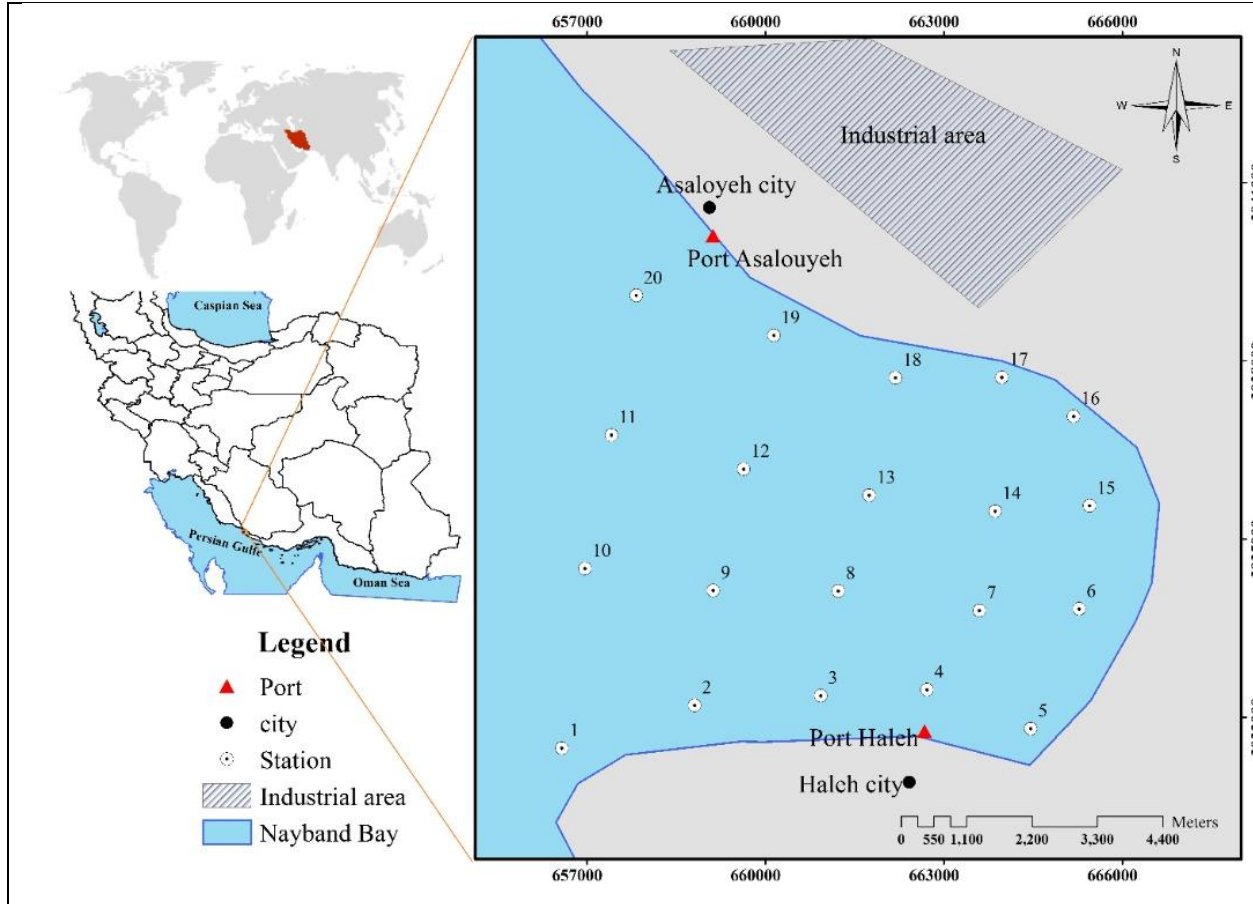 657000 660000 663000 666000
N
W E
S
Industrial area
Asaloyeh city
Port Asalouyeh
20
19
18
17
16
11
12
13
14
15
10
9
8
7
6
1
2
3
4
5
Port Haleh
Haleh city
Meters
0 550 1,100 2,200 3,300 4,400
657000 660000 663000 666000
Caspian Sea
Persian Gulfe
Oman Sea
Legend
Port
city
Station
Industrial area
Nayband Bay